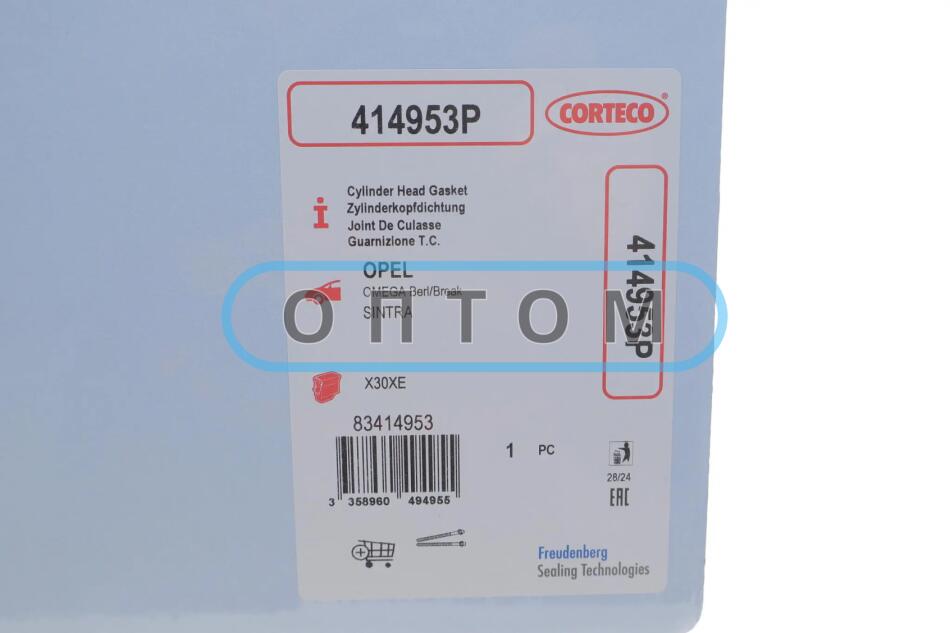 414953P
CORTECO®
Cylinder Head Gasket
Zylinderkopfdichtung
Joint De Culasse
Guarnizione T.C.
414953P
OPEL
OMEGA Berl/Break
SINTRA
ОПТОМ
X30XE
83414953
3 358960 494955
1 PC
28/24
EAC
Freudenberg
Sealing Technologies